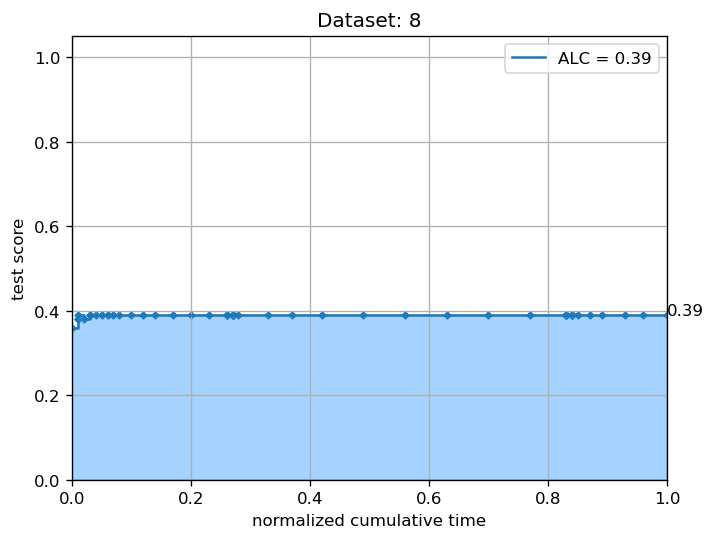 Dataset: 8
ALC = 0.39
test score
1.0
0.8
0.6
0.4
0.2
0.0
0.39
0.0 0.2 0.4 0.6 0.8 1.0
normalized cumulative time